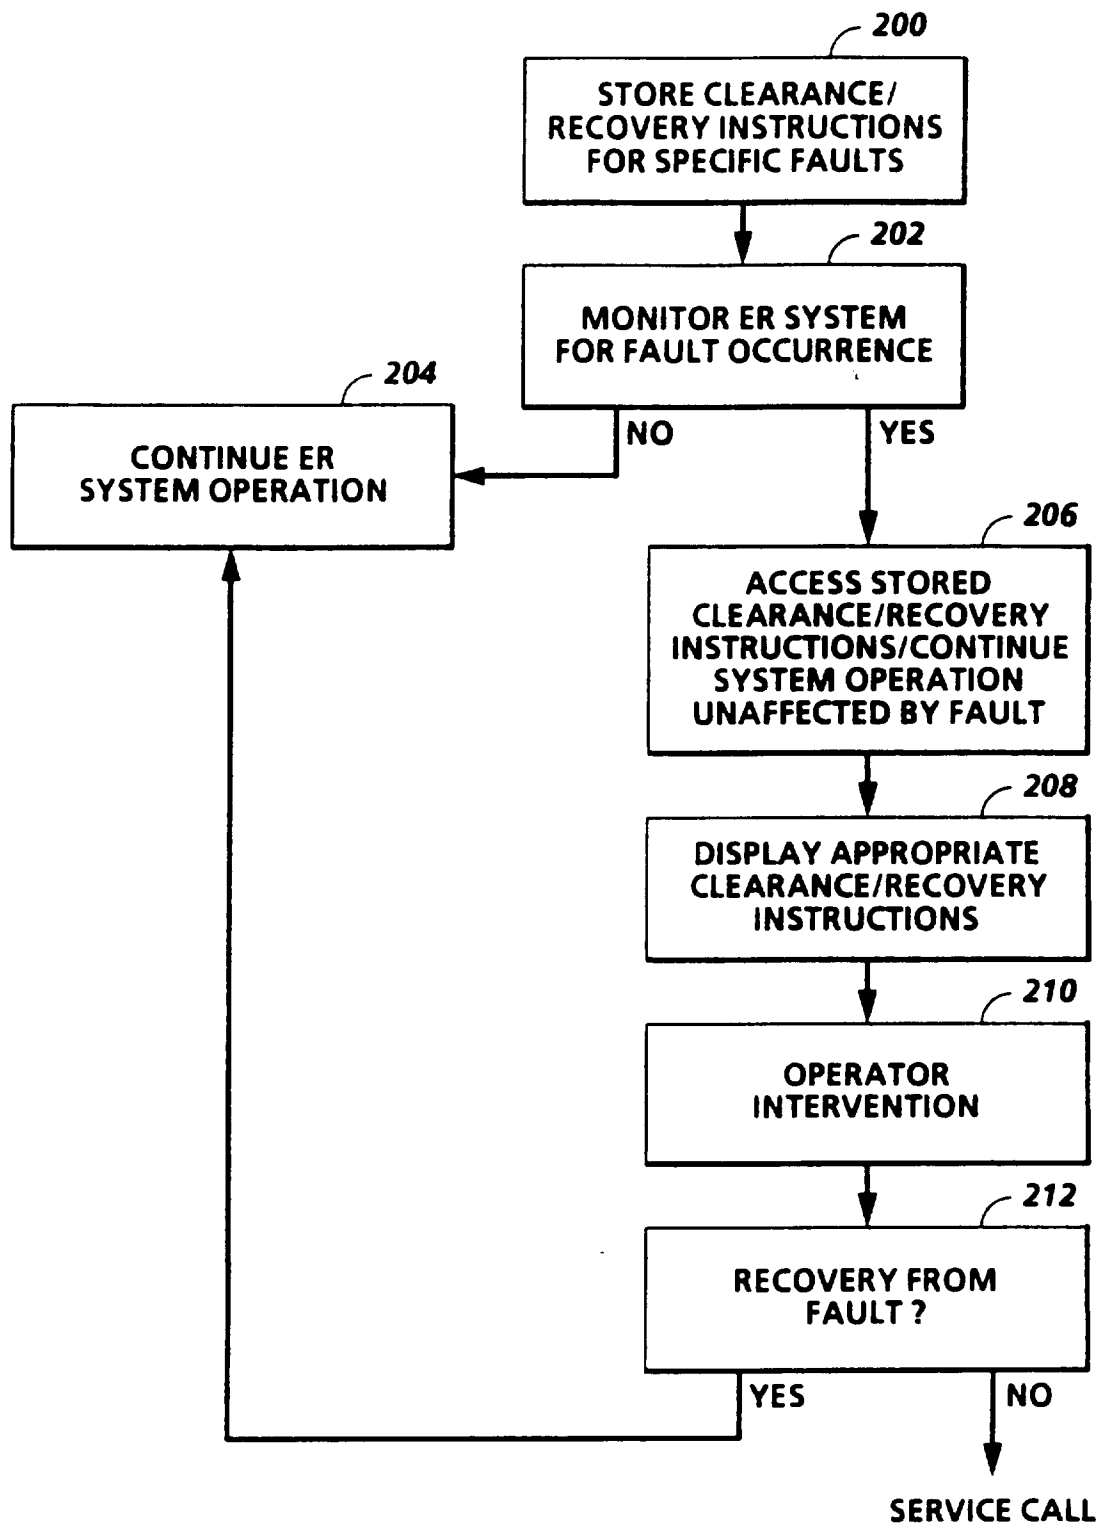 200
STORE CLEARANCE/
RECOVERY INSTRUCTIONS
FOR SPECIFIC FAULTS
202
MONITOR ER SYSTEM
FOR FAULT OCCURRENCE
NO
YES
204
CONTINUE ER
SYSTEM OPERATION
206
ACCESS STORED
CLEARANCE/RECOVERY
INSTRUCTIONS/CONTINUE
SYSTEM OPERATION
UNAFFECTED BY FAULT
208
DISPLAY APPROPRIATE
CLEARANCE/RECOVERY
INSTRUCTIONS
210
OPERATOR
INTERVENTION
212
RECOVERY FROM
FAULT ?
YES
NO
SERVICE CALL